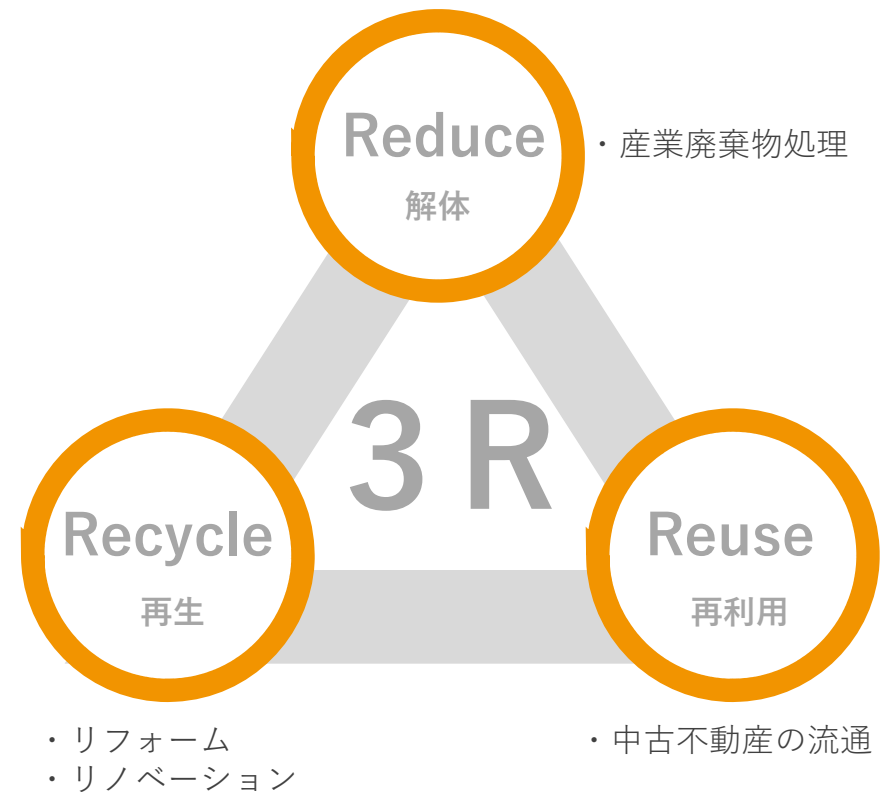 Reduce
解体
・産業廃棄物処理
３Ｒ
Recycle
再生
・リフォーム
・リノベーション
Reuse
再利用
・中古不動産の流通